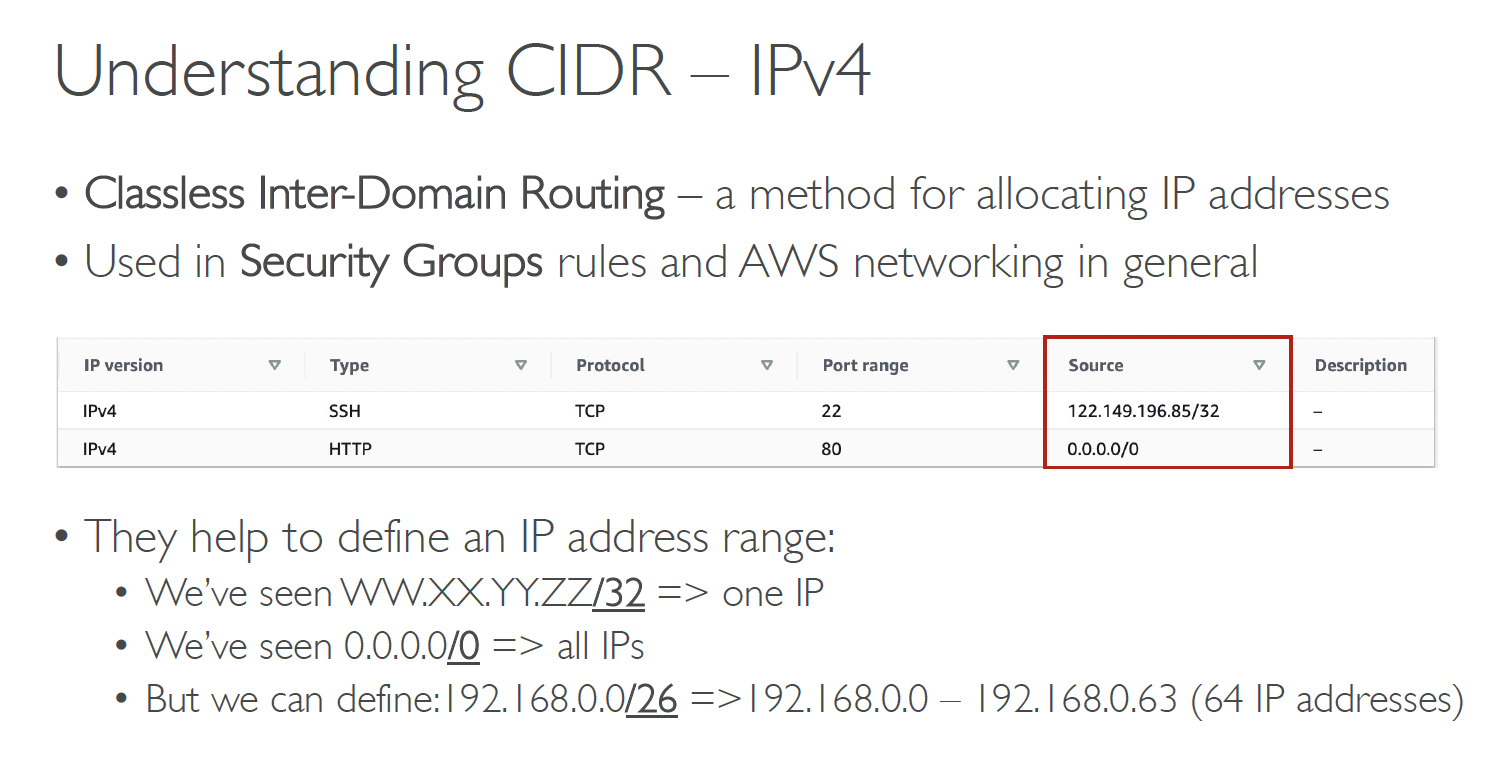 Understanding CIDR – IPv4
• Classless Inter-Domain Routing – a method for allocating IP addresses
• Used in Security Groups rules and AWS networking in general
IP version Type Protocol Port range Source Description
IPv4 SSH TCP 22 122.149.196.85/32 –
IPv4 HTTP TCP 80 0.0.0.0/0 –
• They help to define an IP address range:
• We've seen WW.XX.YY.ZZ/32 => one IP
• We've seen 0.0.0.0/0 => all IPs
• But we can define:192.168.0.0/26 =>192.168.0.0 – 192.168.0.63 (64 IP addresses)